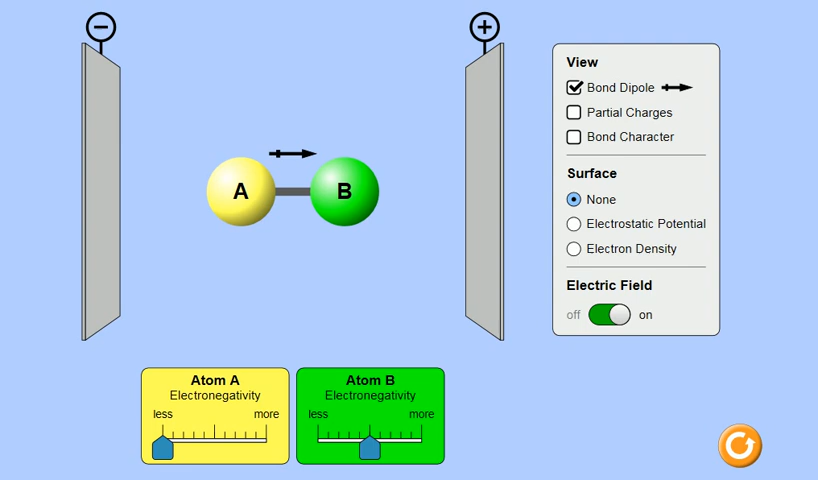 −
+
A
B
View
Bond Dipole
Partial Charges
Bond Character
Surface
None
Electrostatic Potential
Electron Density
Electric Field
off on
Atom A
Electronegativity
less more
Atom B
Electronegativity
less more